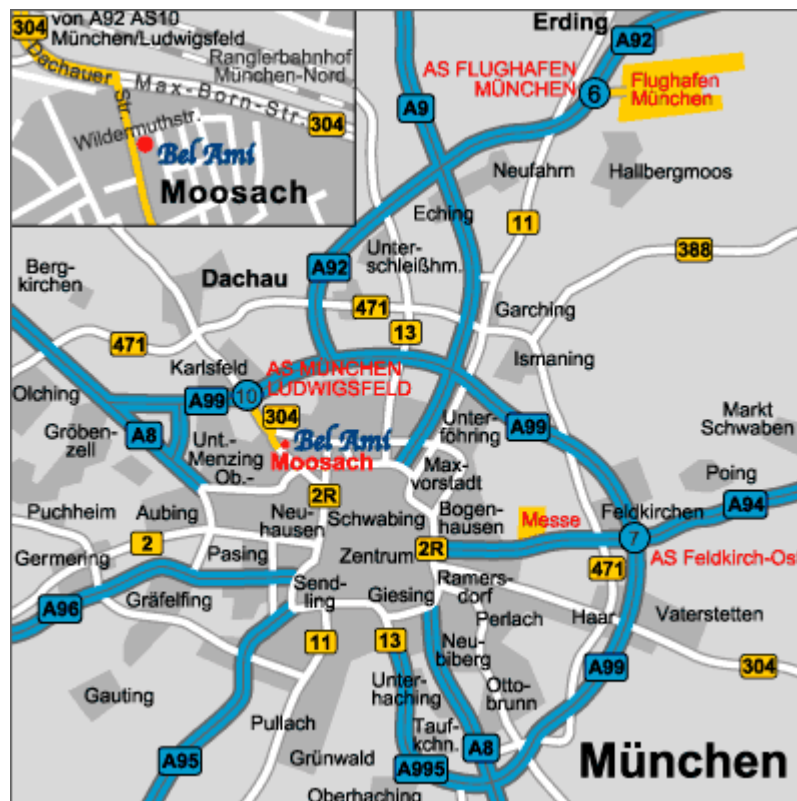 304
von A92 AS10
München/Ludwigsfeld
Dachauer
Str.
Ranglerbahnhof
München-Nord
Max-Born-Str.
304
Wildermuthstr.
Bel Ami
Moosach
Erding
A92
AS FLUGHAFEN
MÜNCHEN
6
Flughafen
München
A9
Neufahrn
Hallbergmoos
Eching
11
388
Berg-
kirchen
Dachau
A92
Unter-
schleißhm.
471
13
Garching
471
Ismaning
Karlsfeld
AS MÜNCHEN
LUDWIGSFELD
10
Olching
A99
304
Gröben-
zell
A8
Unt.-
Menzing
Ob.-
Bel Ami
Moosach
Unter-
föhring
A99
Markt
Schwaben
Max-
vorstadt
Poing
2R
Neu-
hausen
Schwabing
Bogen-
hausen
Messe
Feldkirchen
A94
Puchheim
Aubing
2
Germering
Pasing
Zentrum
2R
7
AS Feldkirch-Ost
471
A96
Gräfelfing
Send-
ling
Giesing
Ramers-
dorf
Perlach
Haar
Vaterstetten
11
13
Neu-
biberg
A99
304
Gauting
Unter-
haching
Otto-
brunn
Pullach
Tauf-
kchn.
A8
A95
Grünwald
A995
München
Oberhaching